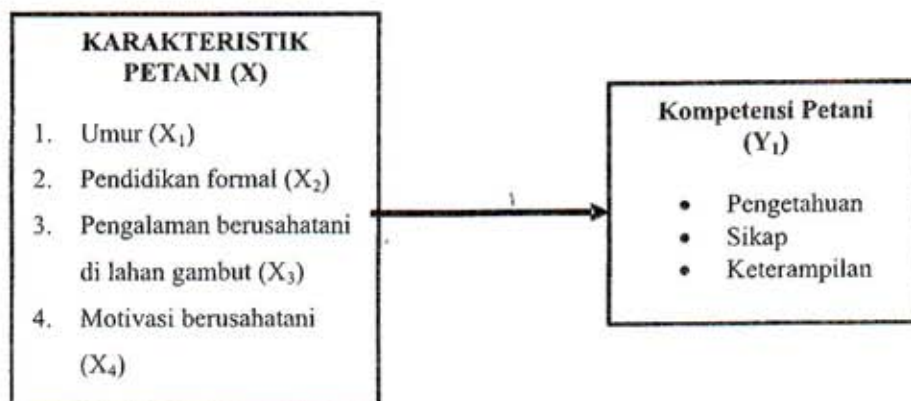 KARAKTERISTIK
PETANI (X)
1. Umur (X₁)
2. Pendidikan formal (X₂)
3. Pengalaman berusahatani
di lahan gambut (X₃)
4. Motivasi berusahatani
(X₄)
Kompetensi Petani
(Y₁)
• Pengetahuan
• Sikap
• Keterampilan